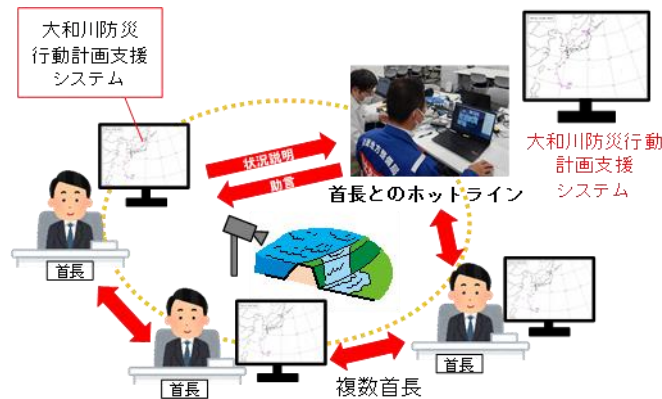 大和川防災
行動計画支援
システム
状況説明
助言
首長とのホットライン
大和川防災行動
計画支援
システム
首長
首長
首長
複数首長